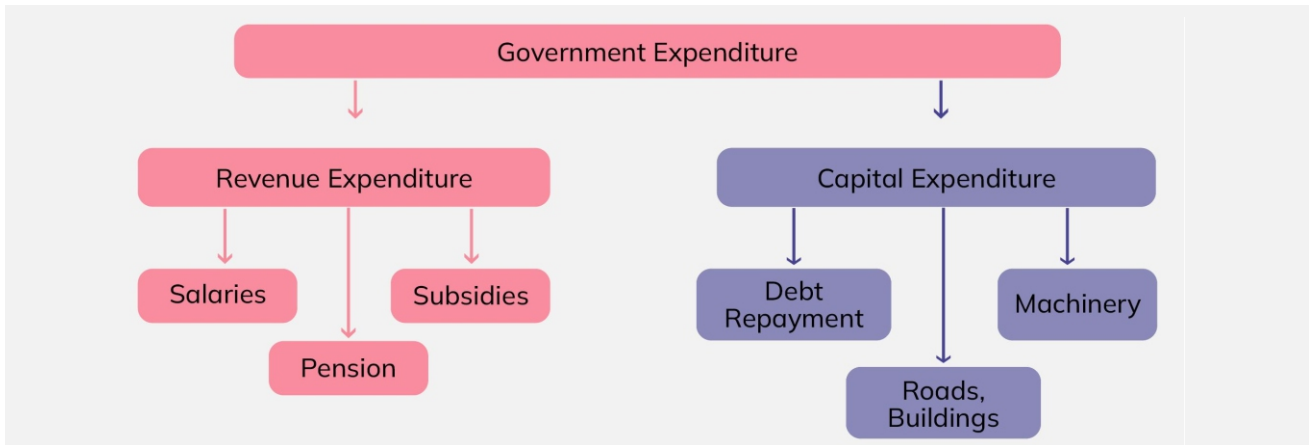 Government Expenditure
Revenue Expenditure
Capital Expenditure
Salaries
Subsidies
Pension
Debt
Repayment
Machinery
Roads,
Buildings